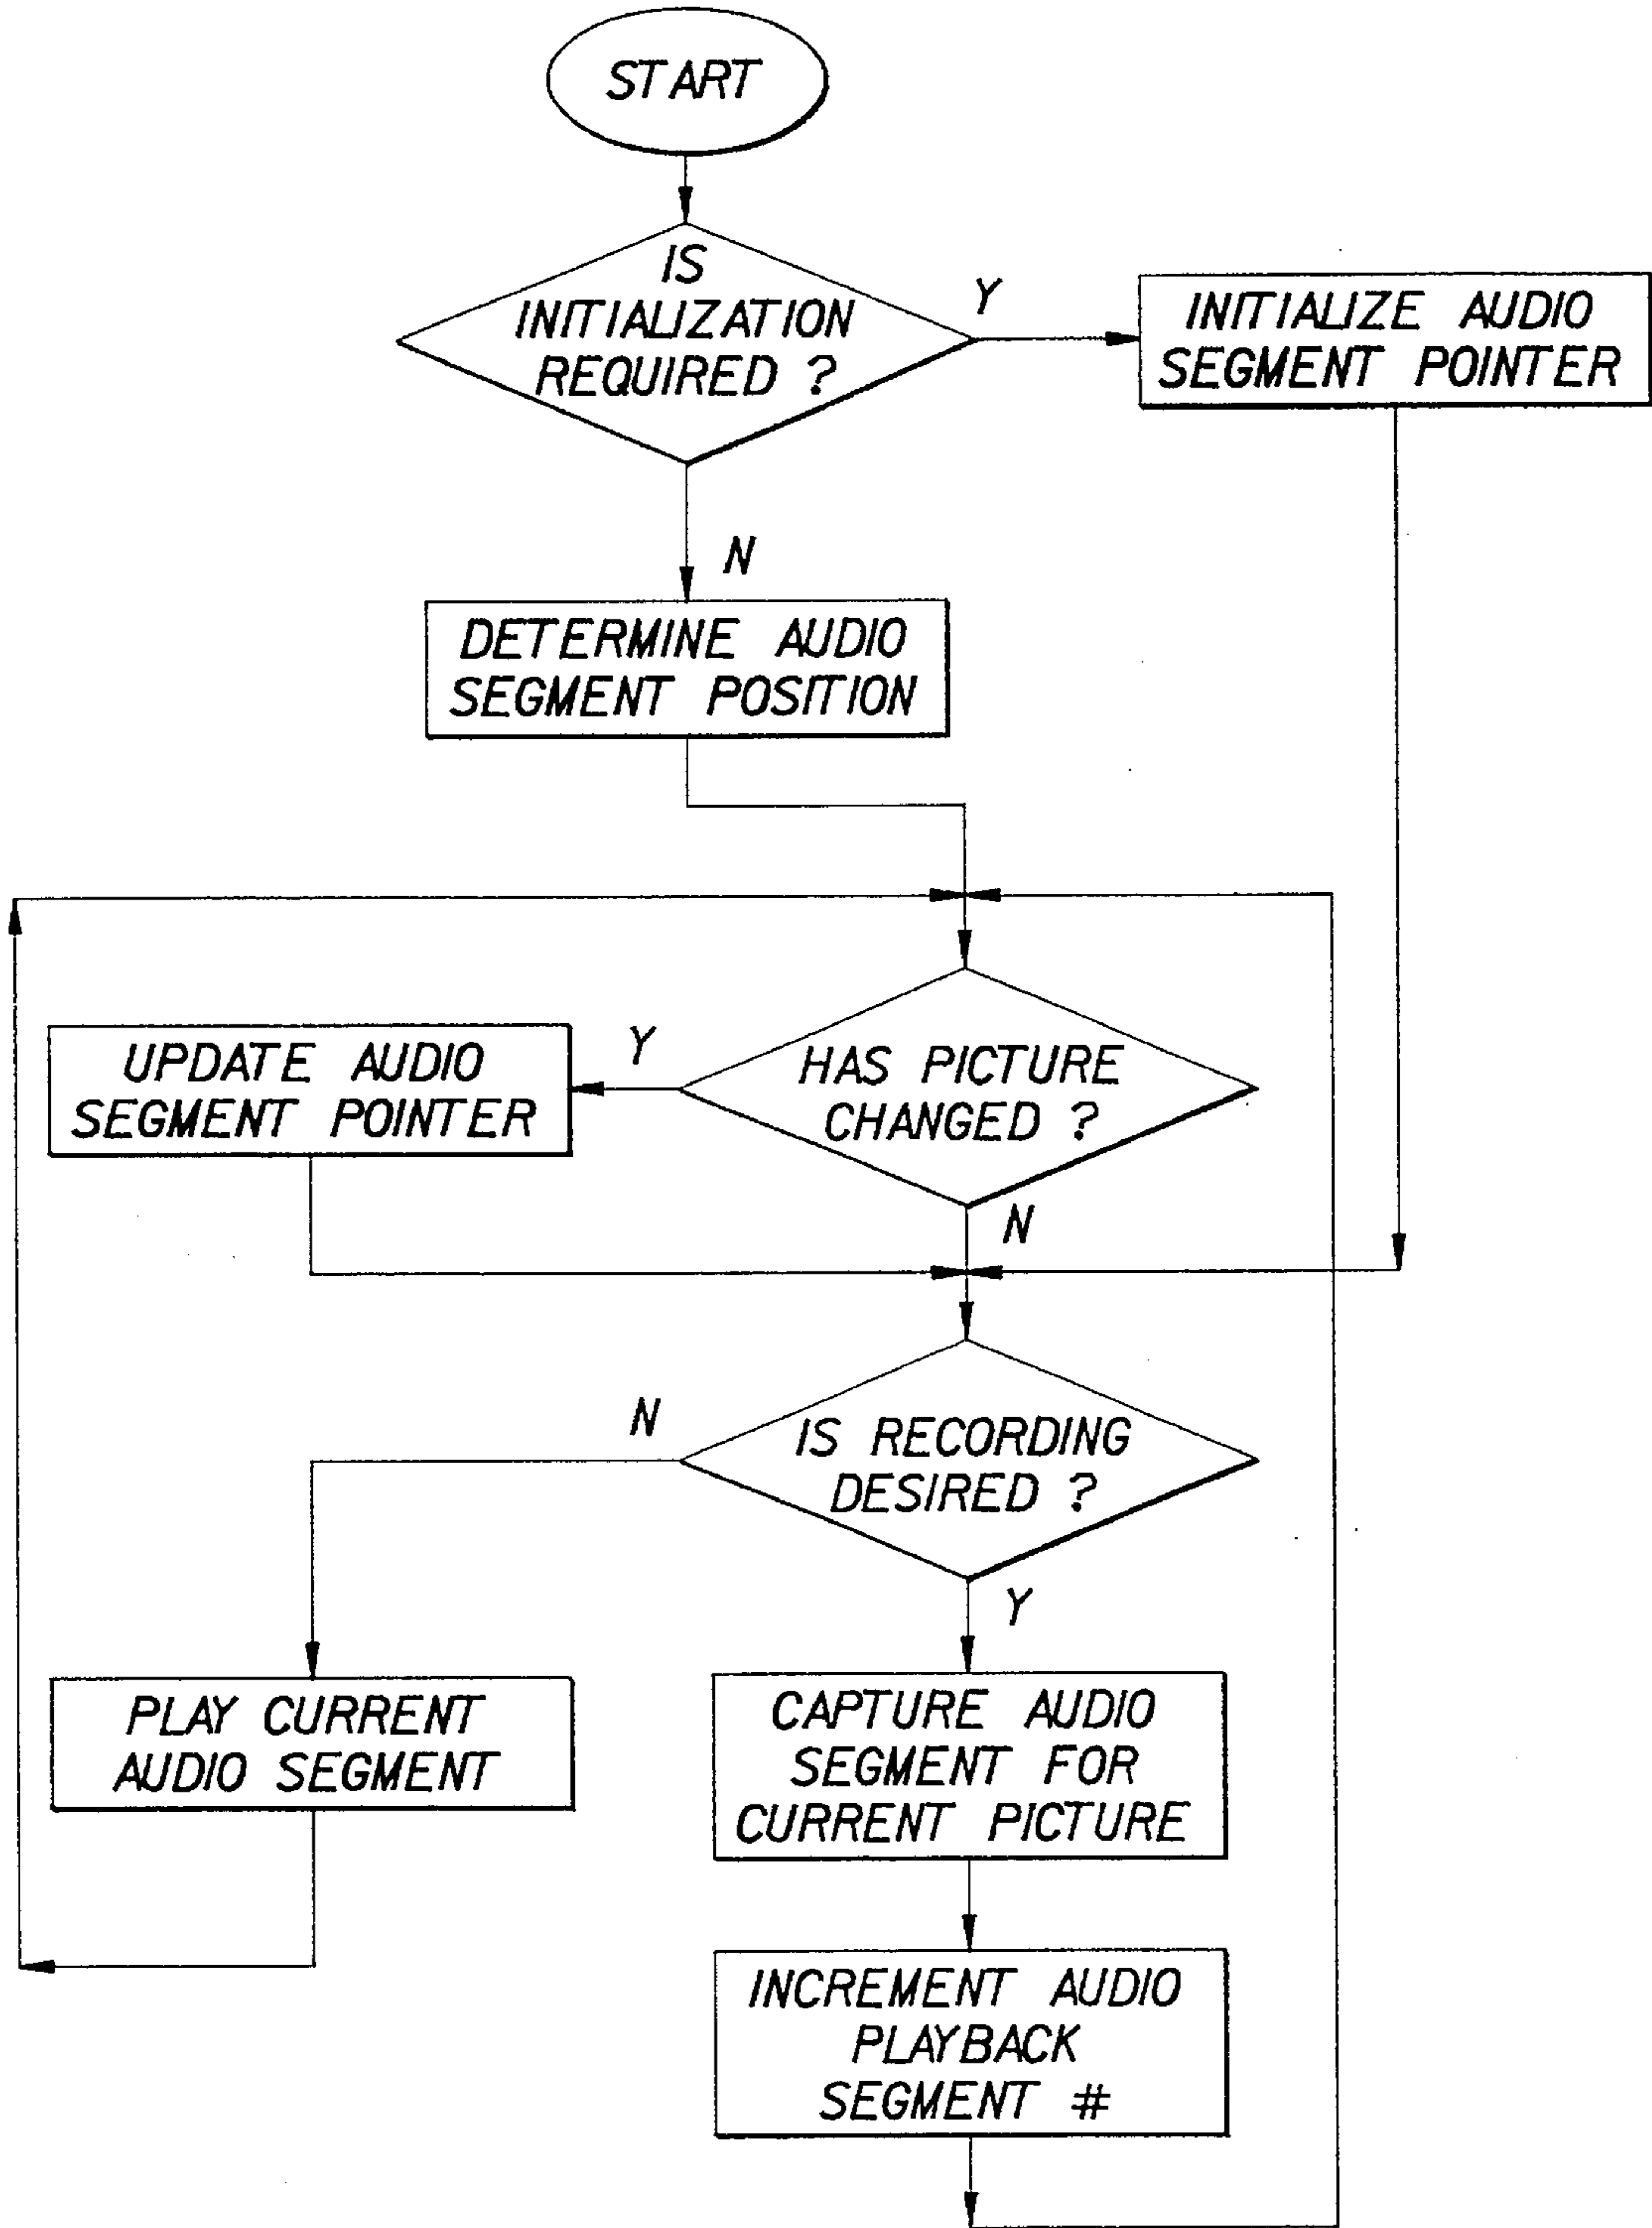 START
IS
INITIALIZATION
REQUIRED ?
Y
INITIALIZE AUDIO
SEGMENT POINTER
N
DETERMINE AUDIO
SEGMENT POSITION
HAS PICTURE
CHANGED ?
Y
UPDATE AUDIO
SEGMENT POINTER
N
IS RECORDING
DESIRED ?
N
PLAY CURRENT
AUDIO SEGMENT
Y
CAPTURE AUDIO
SEGMENT FOR
CURRENT PICTURE
INCREMENT AUDIO
PLAYBACK
SEGMENT #